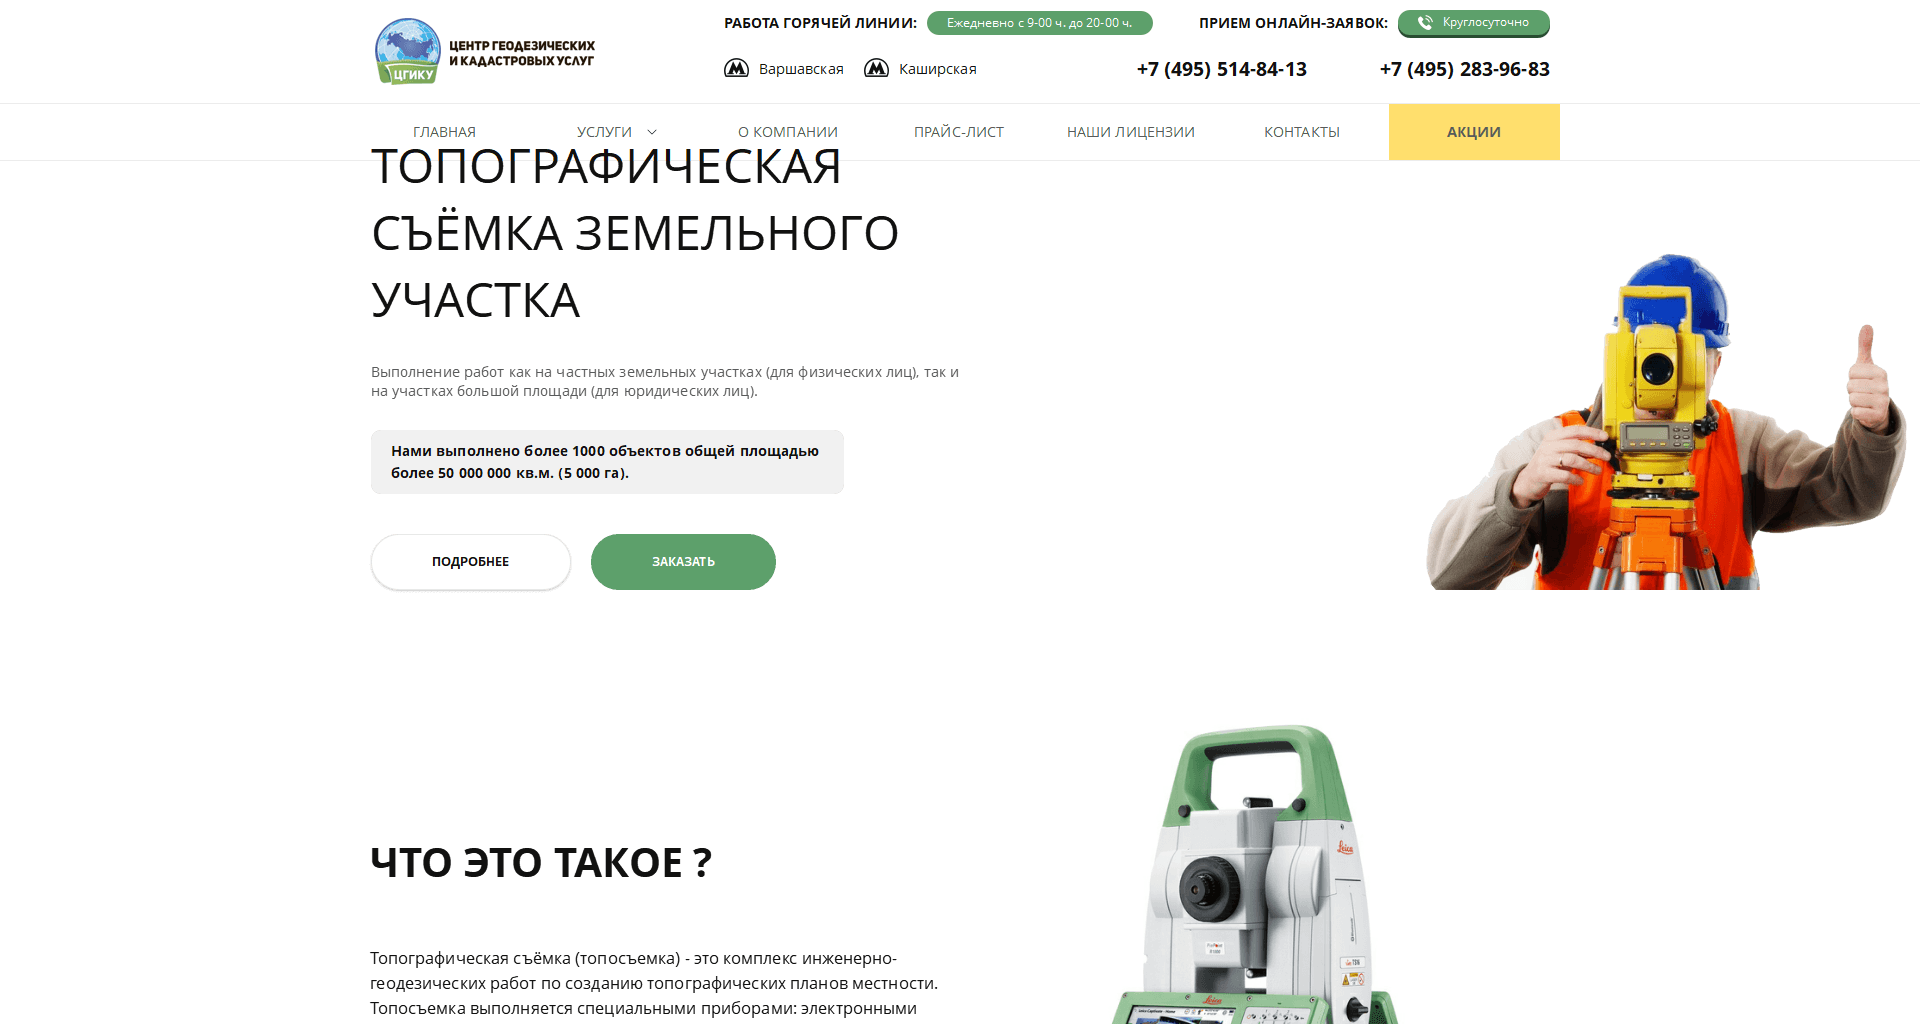 ЦГИКУ
ЦЕНТР ГЕОДЕЗИЧЕСКИХ
И КАДАСТРОВЫХ УСЛУГ
РАБОТА ГОРЯЧЕЙ ЛИНИИ:
Ежедневно с 9-00 ч. до 20-00 ч.
ПРИЕМ ОНЛАЙН-ЗАЯВОК:
Круглосуточно
Варшавская
Каширская
+7 (495) 514-84-13
+7 (495) 283-96-83
ГЛАВНАЯ
УСЛУГИ
О КОМПАНИИ
ПРАЙС-ЛИСТ
НАШИ ЛИЦЕНЗИИ
КОНТАКТЫ
АКЦИИ
ТОПОГРАФИЧЕСКАЯ
СЪЁМКА ЗЕМЕЛЬНОГО
УЧАСТКА
Выполнение работ как на частных земельных участках (для физических лиц), так и
на участках большой площади (для юридических лиц).
Нами выполнено более 1000 объектов общей площадью
более 50 000 000 кв.м. (5 000 га).
ПОДРОБНЕЕ
ЗАКАЗАТЬ
ЧТО ЭТО ТАКОЕ ?
Топографическая съёмка (топосъемка) - это комплекс инженерно-
геодезических работ по созданию топографических планов местности.
Топосъемка выполняется специальными приборами: электронными
Leica
Leica